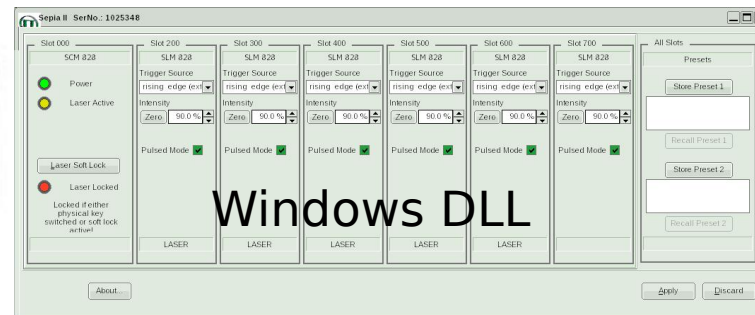 Sepia II SerNo.: 1025348
Slot 000
SCM 828
Power
Laser Active
Laser Soft Lock
Laser Locked
Locked if either
physical key
switched or soft lock
active!
Slot 200
SLM 828
Trigger Source
rising edge (ext
Intensity
Zero 90.0 %
Pulsed Mode
LASER
Slot 300
SLM 828
Trigger Source
rising edge (ext
Intensity
Zero 90.0 %
Pulsed Mode
LASER
Slot 400
SLM 828
Trigger Source
rising edge (ext
Intensity
Zero 90.0 %
Pulsed Mode
LASER
Slot 500
SLM 828
Trigger Source
rising edge (ext
Intensity
Zero 90.0 %
Pulsed Mode
LASER
Slot 600
SLM 828
Trigger Source
rising edge (ext
Intensity
Zero 90.0 %
Pulsed Mode
LASER
Slot 700
SLM 828
Trigger Source
rising edge (ext
Intensity
Zero 90.0 %
Pulsed Mode
All Slots
Presets
Store Preset 1
Recall Preset 1
Store Preset 2
Recall Preset 2
Windows DLL
About...
Apply
Discard